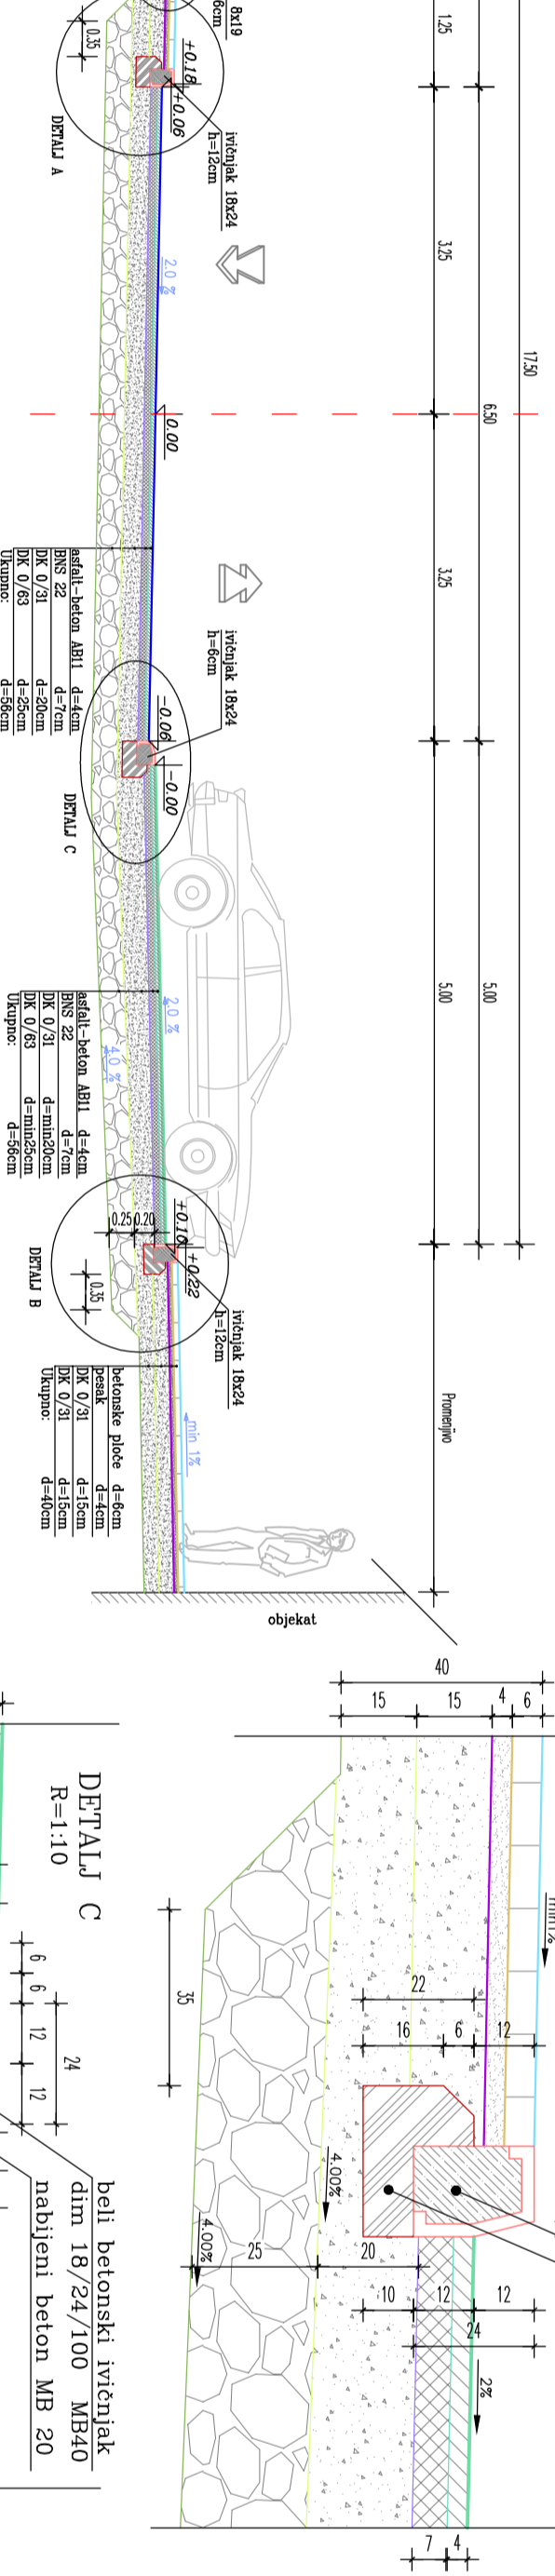 8x19
6cm
1.25
0.35
+0.18
+0.06
DETALJ A
ivičnjak 18x24
h=12cm
3.25
2.0 %
17.50
6.50
0.00
3.25
asfalt-beton AB11 d=4cm
BNS 22 d=7cm
DK 0/31 d=20cm
DK 0/63 d=25cm
Ukupno: d=56cm
ivičnjak 18x24
h=6cm
-0.06
-0.00
DETALJ C
5.00
5.00
2.0 %
4.0 %
asfalt-beton AB11 d=4cm
BNS 22 d=7cm
DK 0/31 d=min20cm
DK 0/63 d=min25cm
Ukupno: d=56cm
0.25
0.20
+0.10
+0.22
0.35
DETALJ B
ivičnjak 18x24
h=12cm
Promenjivo
betonske ploče d=6cm
pesak d=4cm
DK 0/31 d=15cm
DK 0/31 d=15cm
Ukupno: d=40cm
min 1%
objekat
40
15
15
4
6
min1%
35
22
16
6
12
4.00%
4.00%
25
20
10
12
12
24
2%
7
4
DETALJ C
R=1:10
6
6
12
12
24
beli betonski ivičnjak
dim 18/24/100 MB40
nabijeni beton MB 20